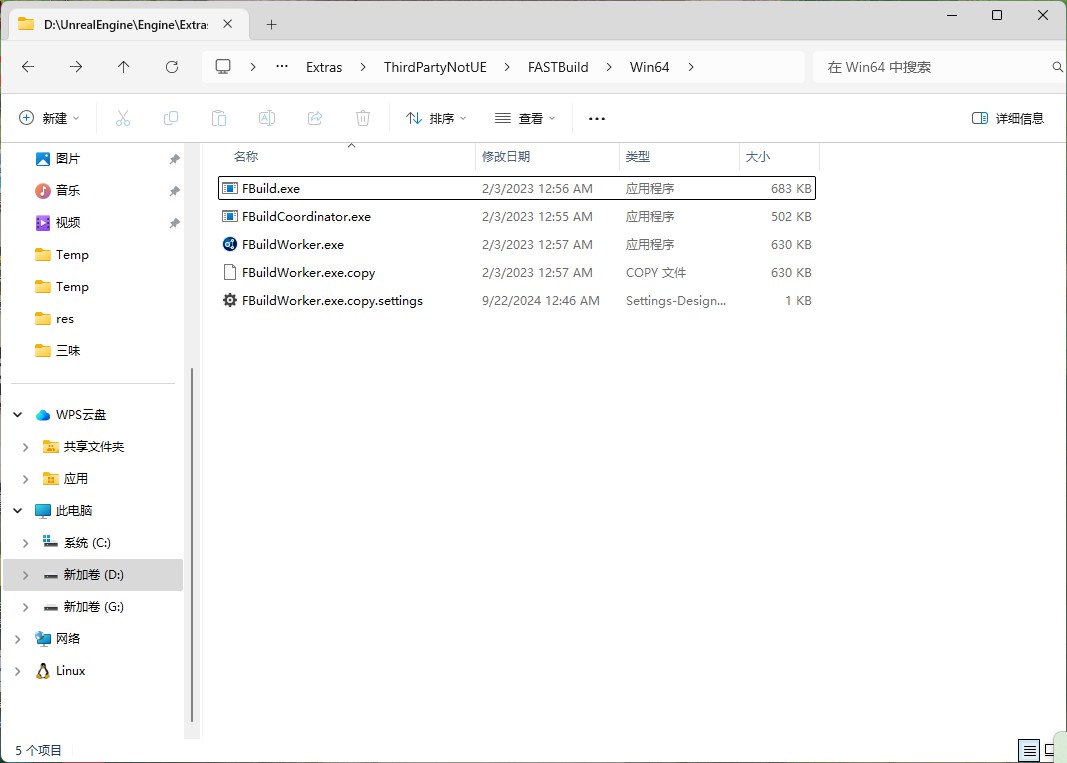 D:\UnrealEngine\Engine\Extras
··· Extras ThirdPartyNotUE FASTBuild Win64
在 Win64 中搜索
新建 排序 查看 ··· 详细信息
名称 修改日期 类型 大小
FBuild.exe 2/3/2023 12:56 AM 应用程序 683 KB
FBuildCoordinator.exe 2/3/2023 12:55 AM 应用程序 502 KB
FBuildWorker.exe 2/3/2023 12:57 AM 应用程序 630 KB
FBuildWorker.exe.copy 2/3/2023 12:57 AM COPY 文件 630 KB
FBuildWorker.exe.copy.settings 9/22/2024 12:46 AM Settings-Design... 1 KB
图片
音乐
视频
Temp
Temp
res
三味
WPS云盘
共享文件夹
应用
此电脑
系统 (C:)
新加卷 (D:)
新加卷 (G:)
网络
Linux
5 个项目